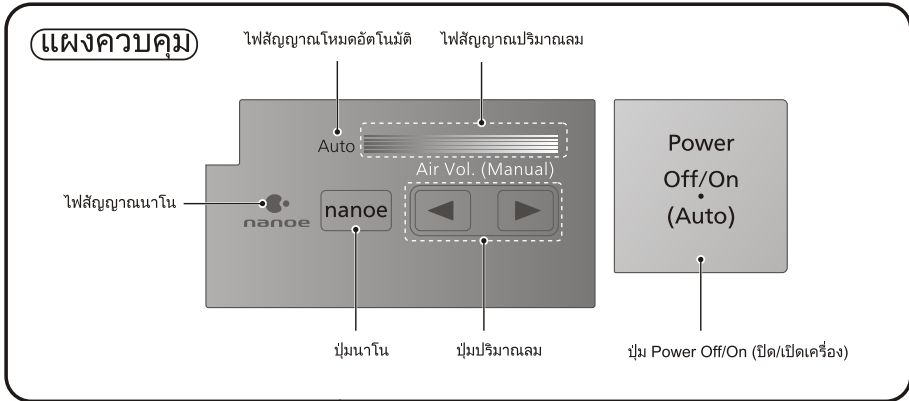 แผงควบคุม
ไฟสัญญาณโหมดอัตโนมัติ
ไฟสัญญาณปริมาณลม
Auto
Air Vol. (Manual)
ไฟสัญญาณนาโน
nanoe
nanoe
Power
Off/On
(Auto)
ปุ่มนาโน
ปุ่มปริมาณลม
ปุ่ม Power Off/On (ปิด/เปิดเครื่อง)